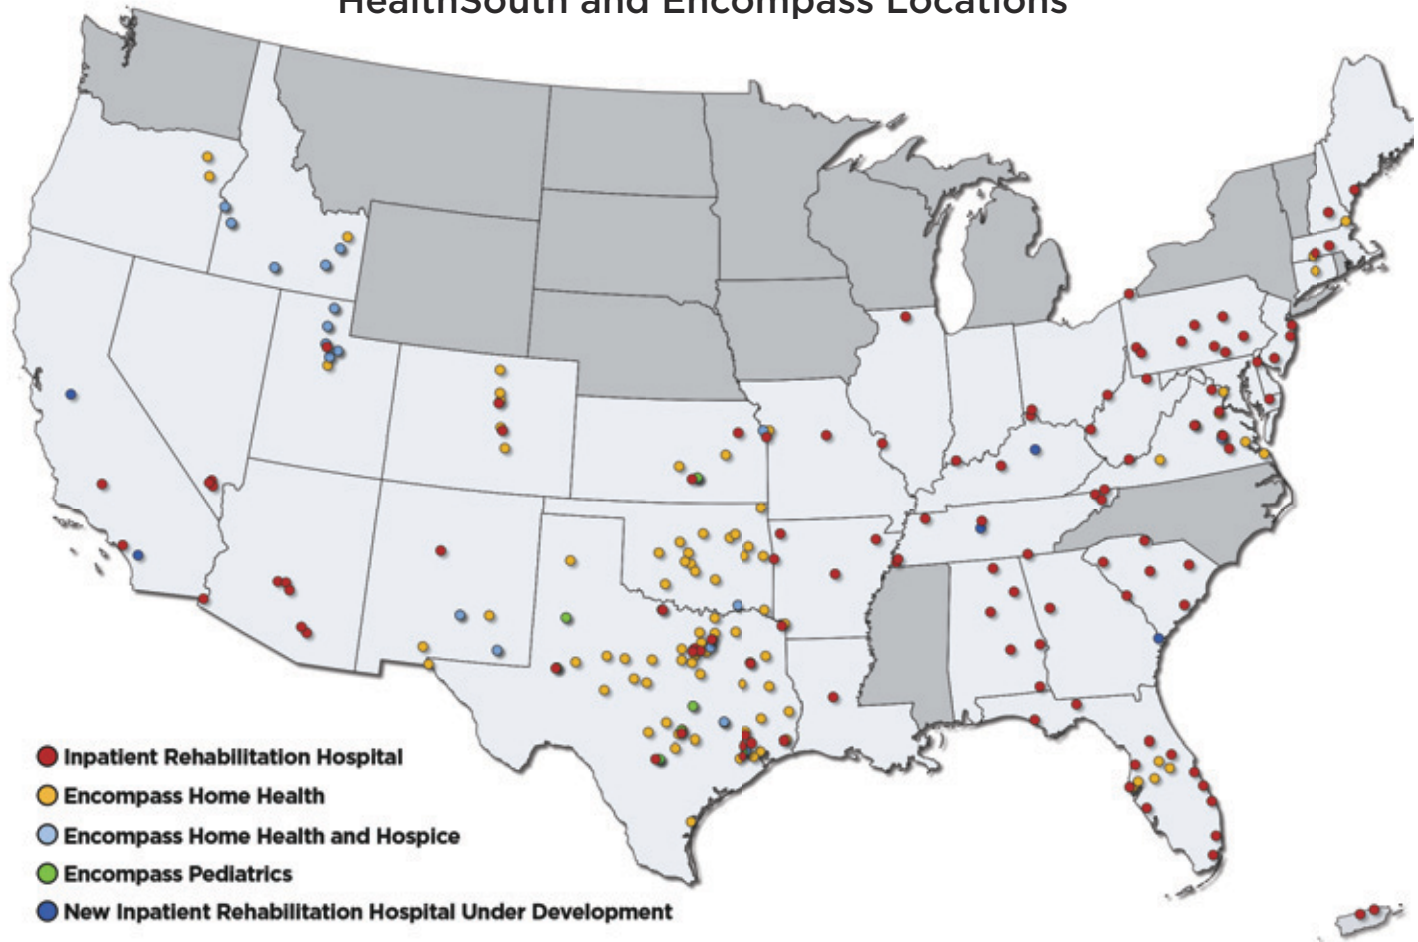 HealthSouth and Encompass Locations
Inpatient Rehabilitation Hospital
Encompass Home Health
Encompass Home Health and Hospice
Encompass Pediatrics
New Inpatient Rehabilitation Hospital Under Development